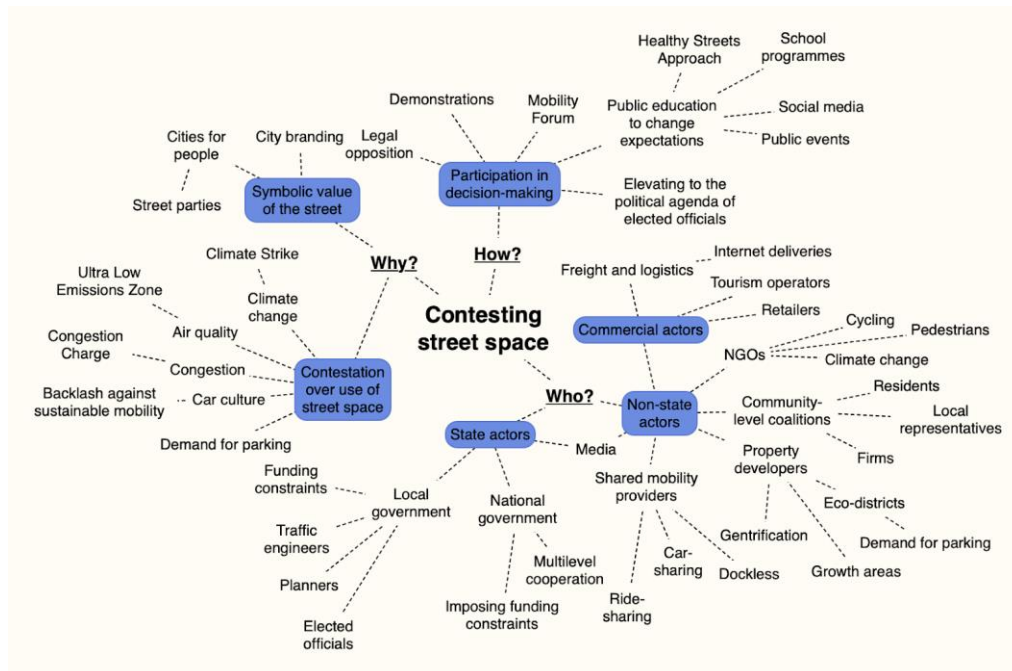 Healthy Streets
Approach
School
programmes
Demonstrations
Mobility
Forum
Public education
to change
expectations
Social media
Public events
Cities for
people
City branding
Legal
opposition
Participation in
decision-making
Symbolic value
of the street
Street parties
Elevating to the
political agenda of
elected officials
Why?
How?
Climate Strike
Ultra Low
Emissions Zone
Climate
change
Air quality
Congestion
Charge
Congestion
Contestation
over use of
street space
Backlash against
sustainable mobility
Car culture
Demand for parking
Contesting
street space
Internet deliveries
Freight and logistics
Tourism operators
Retailers
Commercial actors
Cycling
Pedestrians
NGOs
Climate change
Who?
Non-state
actors
Residents
Community-
level coalitions
Local
representatives
Firms
State actors
Media
Property
developers
Shared mobility
providers
Eco-districts
Gentrification
Demand for parking
Growth areas
Car-
sharing
Dockless
Ride-
sharing
Funding
constraints
Local
government
National
government
Traffic
engineers
Multilevel
cooperation
Planners
Imposing funding
constraints
Elected
officials